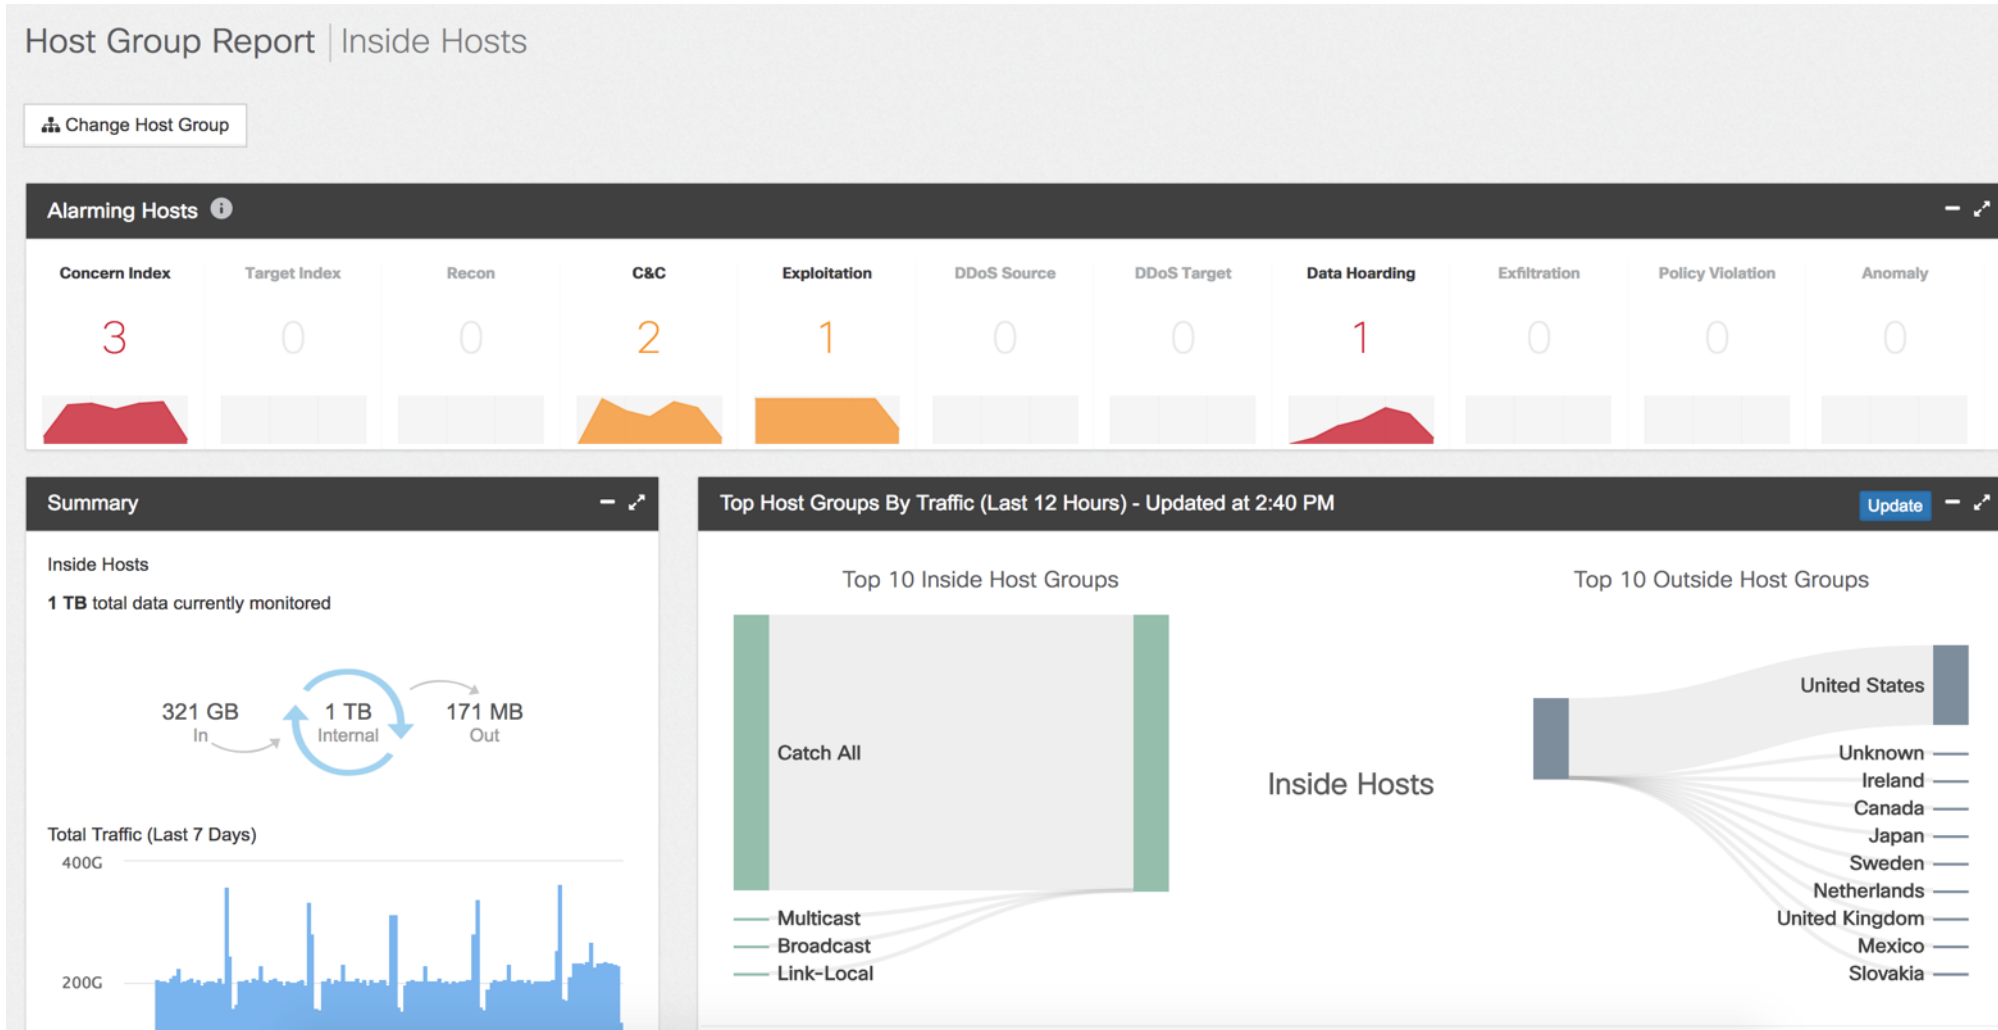 Host Group Report | Inside Hosts
Change Host Group
Alarming Hosts
Concern Index Target Index Recon C&C Exploitation DDoS Source DDoS Target Data Hoarding Exfiltration Policy Violation Anomaly
3 0 0 2 1 0 0 1 0 0 0
Summary
Inside Hosts
1 TB total data currently monitored
321 GB
In
1 TB
Internal
171 MB
Out
Total Traffic (Last 7 Days)
400G
200G
Top Host Groups By Traffic (Last 12 Hours) - Updated at 2:40 PM
Update
Top 10 Inside Host Groups
Catch All
Multicast
Broadcast
Link-Local
Inside Hosts
Top 10 Outside Host Groups
United States
Unknown
Ireland
Canada
Japan
Sweden
Netherlands
United Kingdom
Mexico
Slovakia